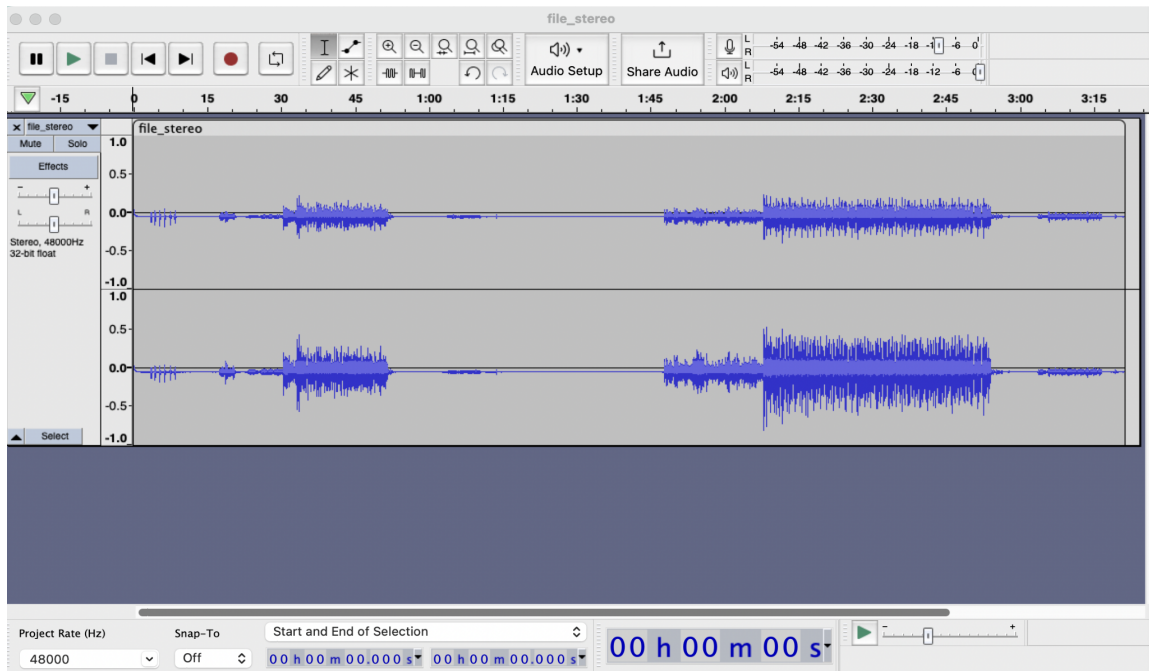 file_stereo
Audio Setup
Share Audio
L
R
-54 -48 -42 -36 -30 -24 -18 -12 -6 0
L
R
-54 -48 -42 -36 -30 -24 -18 -12 -6
-15 0 15 30 45 1:00 1:15 1:30 1:45 2:00 2:15 2:30 2:45 3:00 3:15
file_stereo
file_stereo
Mute Solo
Effects
- +
L R
Stereo, 48000Hz
32-bit float
1.0
0.5-
0.0-
-0.5-
-1.0
1.0
0.5-
0.0-
-0.5-
-1.0
Select
Project Rate (Hz)
Snap-To
Start and End of Selection
48000
Off
00 h 00 m 00.000 s
00 h 00 m 00.000 s
00 h 00 m 00 s
- +